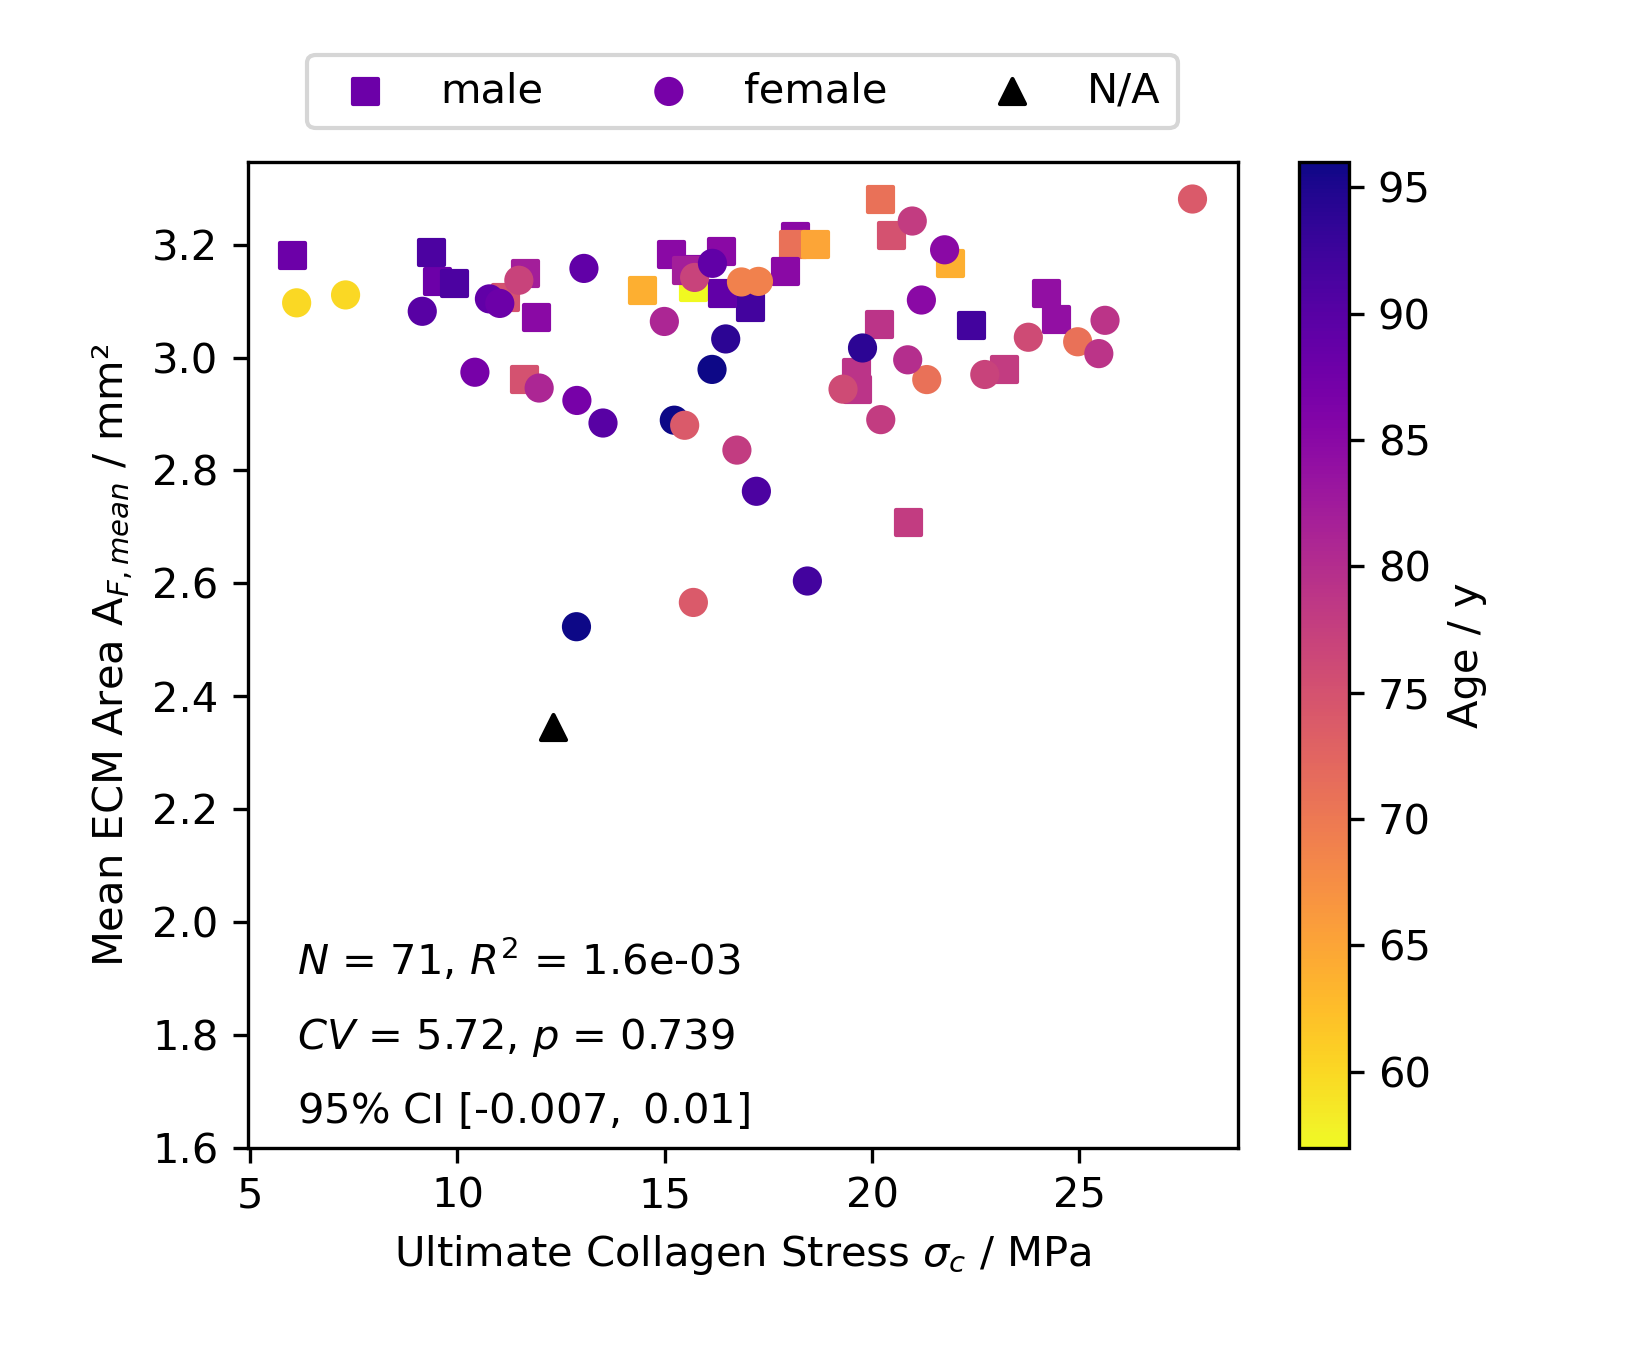 male female N/A
3.2
3.0
2.8
2.6
2.4
2.2
2.0
1.8
1.6
Mean ECM Area A_{F, mean} / mm²
N = 71, R² = 1.6e-03
CV = 5.72, p = 0.739
95% CI [-0.007, 0.01]
5 10 15 20 25
Ultimate Collagen Stress σ_c / MPa
95
90
85
80
75
70
65
60
Age / y